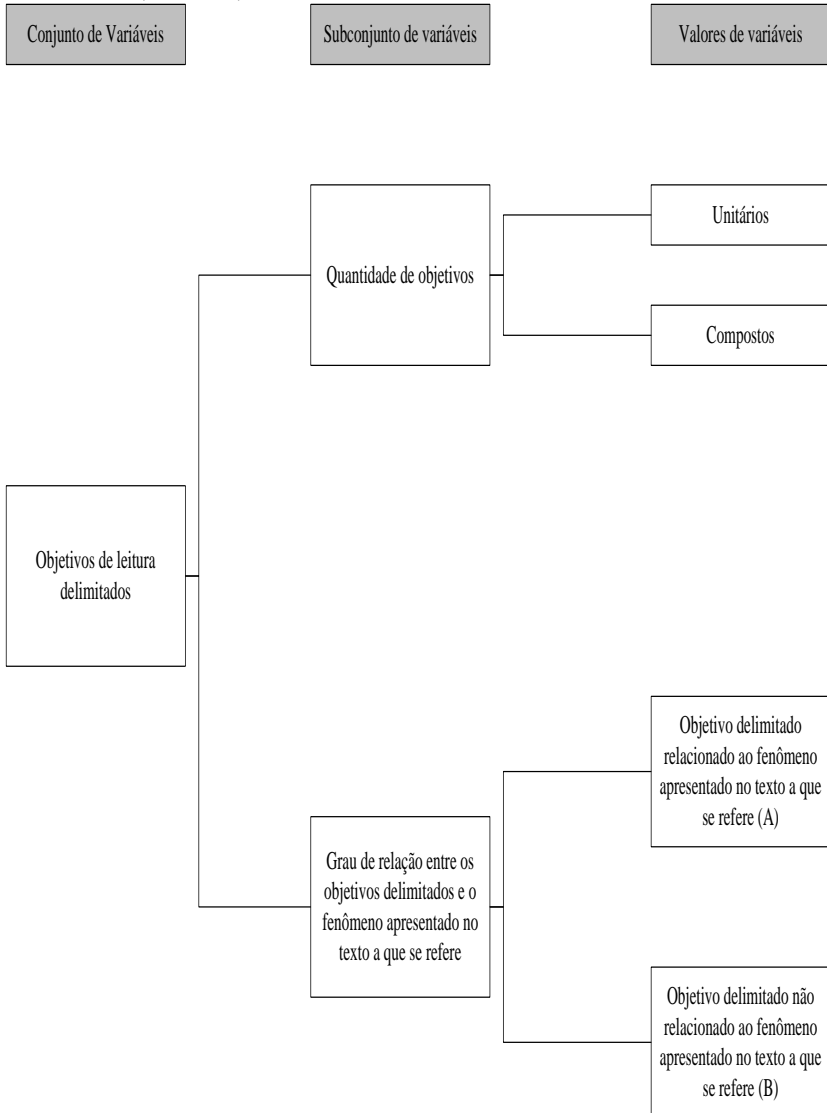 Conjunto de Variáveis
Subconjunto de variáveis
Valores de variáveis
Unitários
Quantidade de objetivos
Compostos
Objetivos de leitura
delimitados
Objetivo delimitado
relacionado ao fenômeno
apresentado no texto a que
se refere (A)
Grau de relação entre os
objetivos delimitados e o
fenômeno apresentado no
texto a que se refere
Objetivo delimitado não
relacionado ao fenômeno
apresentado no texto a que
se refere (B)